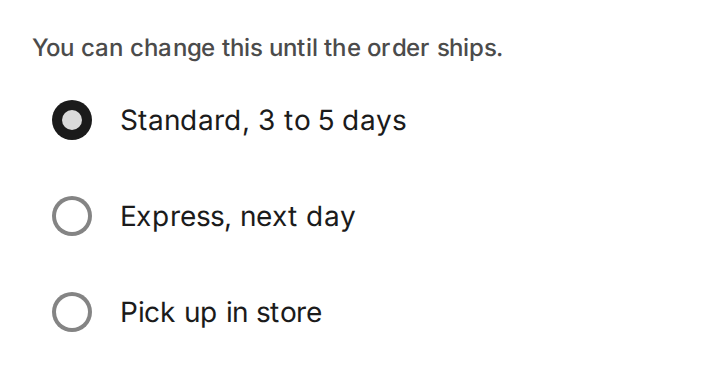 You can change this until the order ships.
Standard, 3 to 5 days
Express, next day
Pick up in store